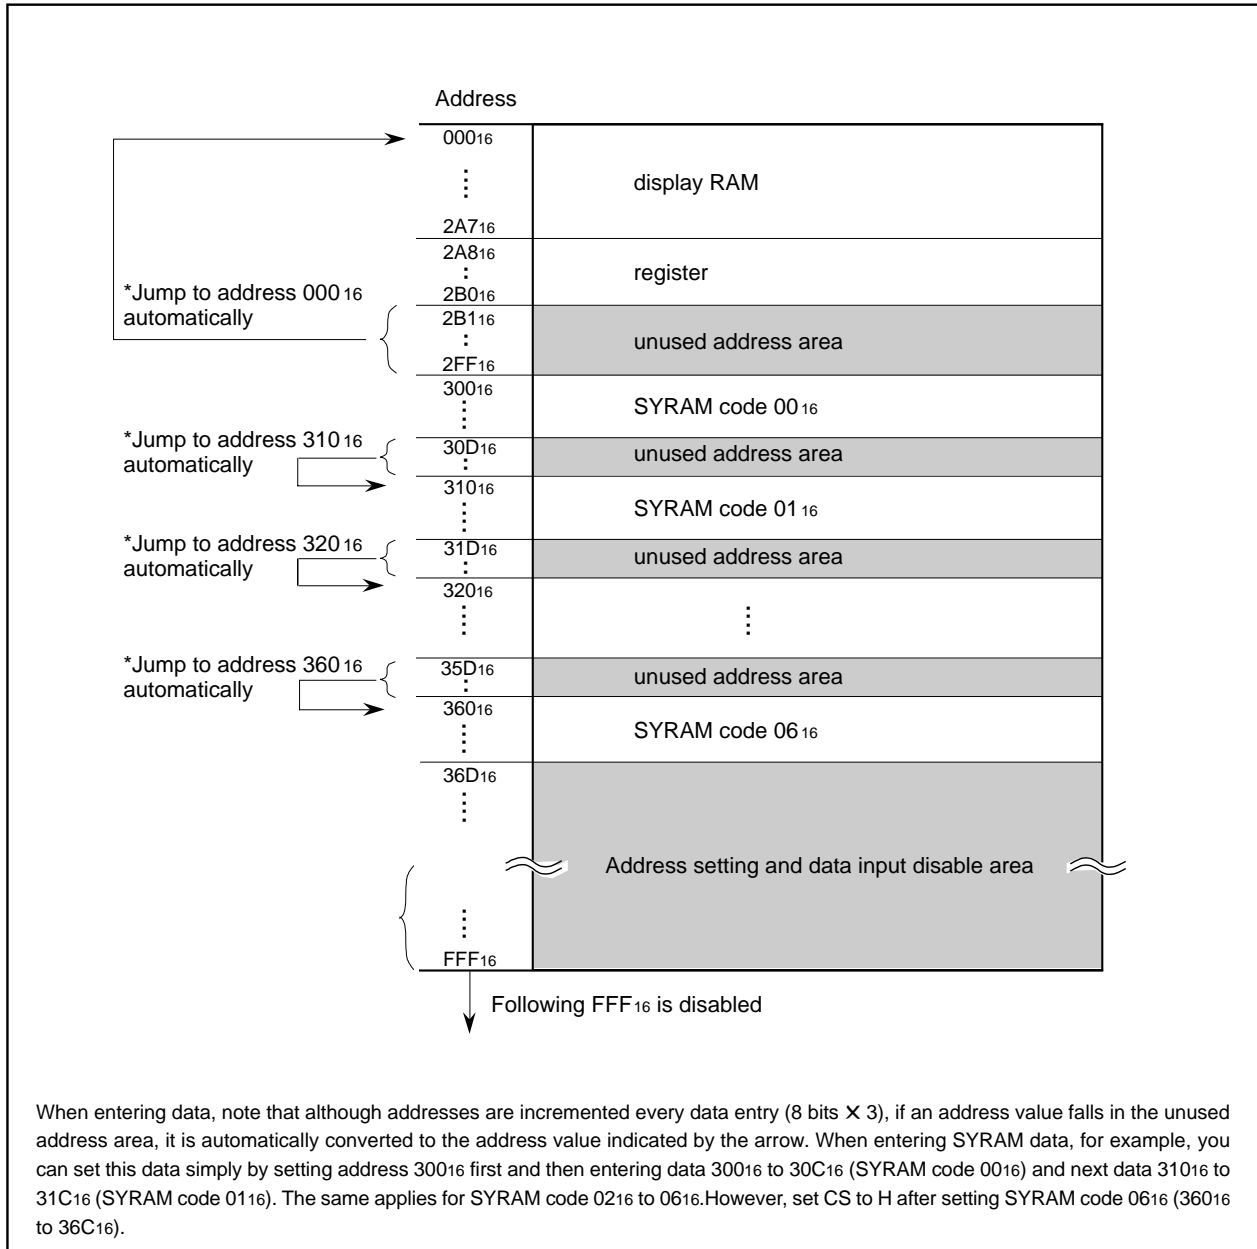 Address
000₁₆
display RAM
2A7₁₆
2A8₁₆
register
2B0₁₆
*Jump to address 000₁₆
automatically
2B1₁₆
unused address area
2FF₁₆
300₁₆
SYRAM code 00₁₆
*Jump to address 310₁₆
automatically
30D₁₆
unused address area
310₁₆
SYRAM code 01₁₆
*Jump to address 320₁₆
automatically
31D₁₆
unused address area
320₁₆
*Jump to address 360₁₆
automatically
35D₁₆
unused address area
360₁₆
SYRAM code 06₁₆
36D₁₆
Address setting and data input disable area
FFF₁₆
Following FFF₁₆ is disabled
When entering data, note that although addresses are incremented every data entry (8 bits × 3), if an address value falls in the unused
address area, it is automatically converted to the address value indicated by the arrow. When entering SYRAM data, for example, you
can set this data simply by setting address 300₁₆ first and then entering data 300₁₆ to 30C₁₆ (SYRAM code 00₁₆) and next data 310₁₆ to
31C₁₆ (SYRAM code 01₁₆). The same applies for SYRAM code 02₁₆ to 06₁₆.However, set CS to H after setting SYRAM code 06₁₆ (360₁₆
to 36C₁₆).